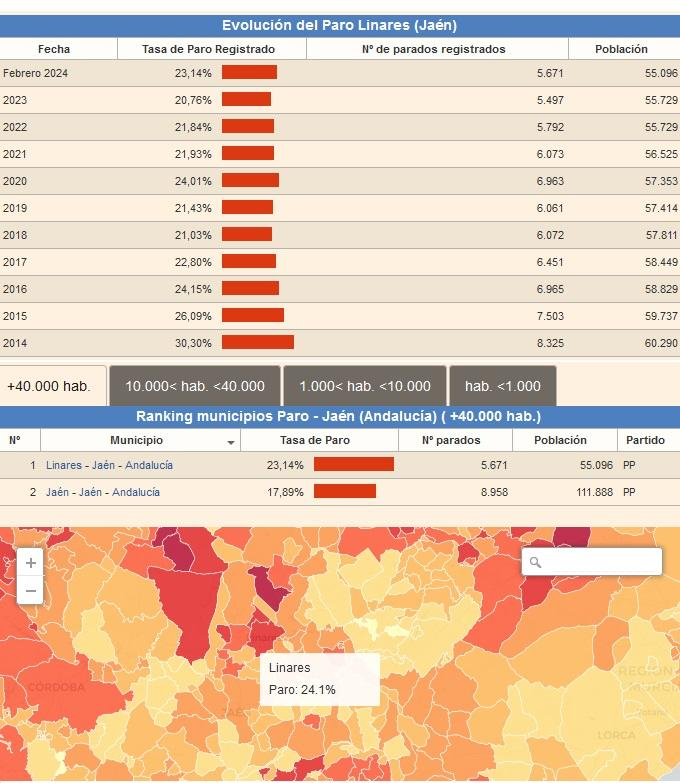 Evolución del Paro Linares (Jaén)
Fecha Tasa de Paro Registrado Nº de parados registrados Población
Febrero 2024 23,14% 5.671 55.096
2023 20,76% 5.497 55.729
2022 21,84% 5.792 55.729
2021 21,93% 6.073 56.525
2020 24,01% 6.963 57.353
2019 21,43% 6.061 57.414
2018 21,03% 6.072 57.811
2017 22,80% 6.451 58.449
2016 24,15% 6.965 58.829
2015 26,09% 7.503 59.737
2014 30,30% 8.325 60.290
+40.000 hab. 10.000< hab. <40.000 1.000< hab. <10.000 hab. <1.000
Ranking municipios Paro - Jaén (Andalucía) ( +40.000 hab.)
Nº Municipio Tasa de Paro Nº parados Población Partido
1 Linares - Jaén - Andalucía 23,14% 5.671 55.096 PP
2 Jaén - Jaén - Andalucía 17,89% 8.958 111.888 PP
+
−
Linares
Paro: 24.1%
CÓRDOBA
LORCA